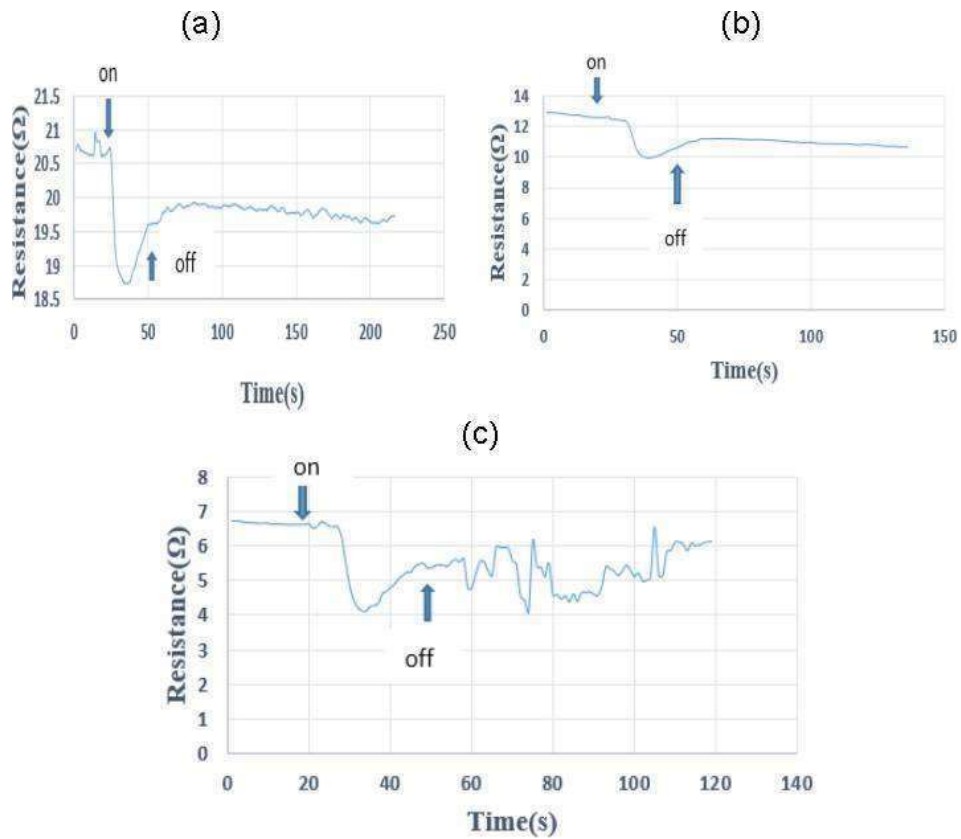 (a)
on
21.5
21
20.5
20
19.5
19
18.5
Resistance(Ω)
off
0 50 100 150 200 250
Time(s)
(b)
on
14
12
10
8
6
4
2
0
Resistance(Ω)
off
0 50 100 150
Time(s)
(c)
on
8
7
6
5
4
3
2
1
0
Resistance(Ω)
off
0 20 40 60 80 100 120 140
Time(s)